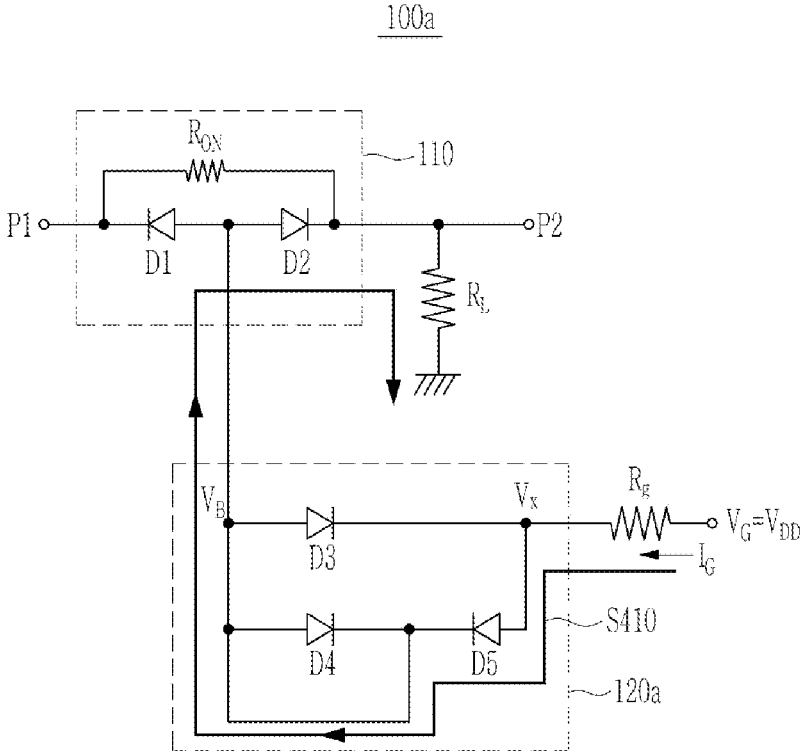 100a
R_ON
110
P1
D1
D2
P2
R_L
V_B
V_x
R_g
V_G=V_DD
I_G
D3
D4
D5
S410
120a